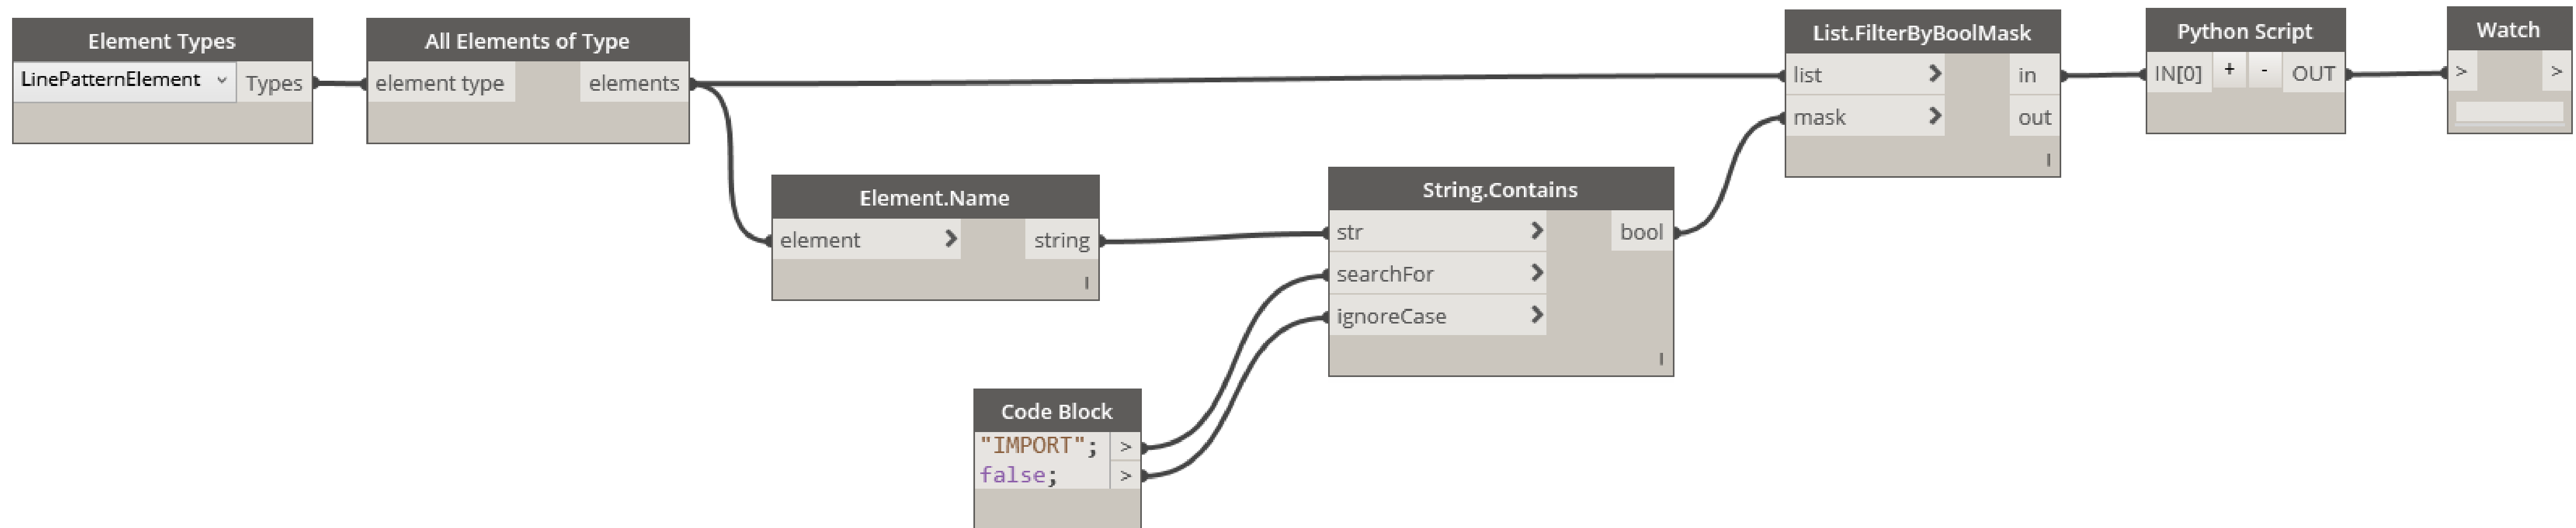 Element Types
LinePatternElement
Types
All Elements of Type
element type
elements
Element.Name
element
string
Code Block
"IMPORT";
>
false;
>
String.Contains
str
bool
searchFor
ignoreCase
List.FilterByBoolMask
list
in
mask
out
Python Script
IN[0]
+
-
OUT
Watch
>
>